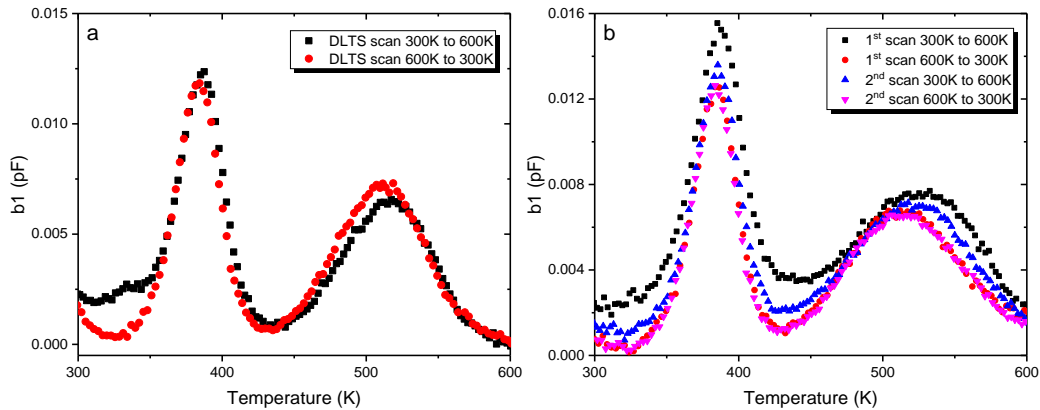 a
DLTS scan 300K to 600K
DLTS scan 600K to 300K
0.015
0.010
0.005
0.000
b1 (pF)
300 400 500 600
Temperature (K)
b
1st scan 300K to 600K
1st scan 600K to 300K
2nd scan 300K to 600K
2nd scan 600K to 300K
0.016
0.012
0.008
0.004
0.000
b1 (pF)
300 400 500 600
Temperature (K)